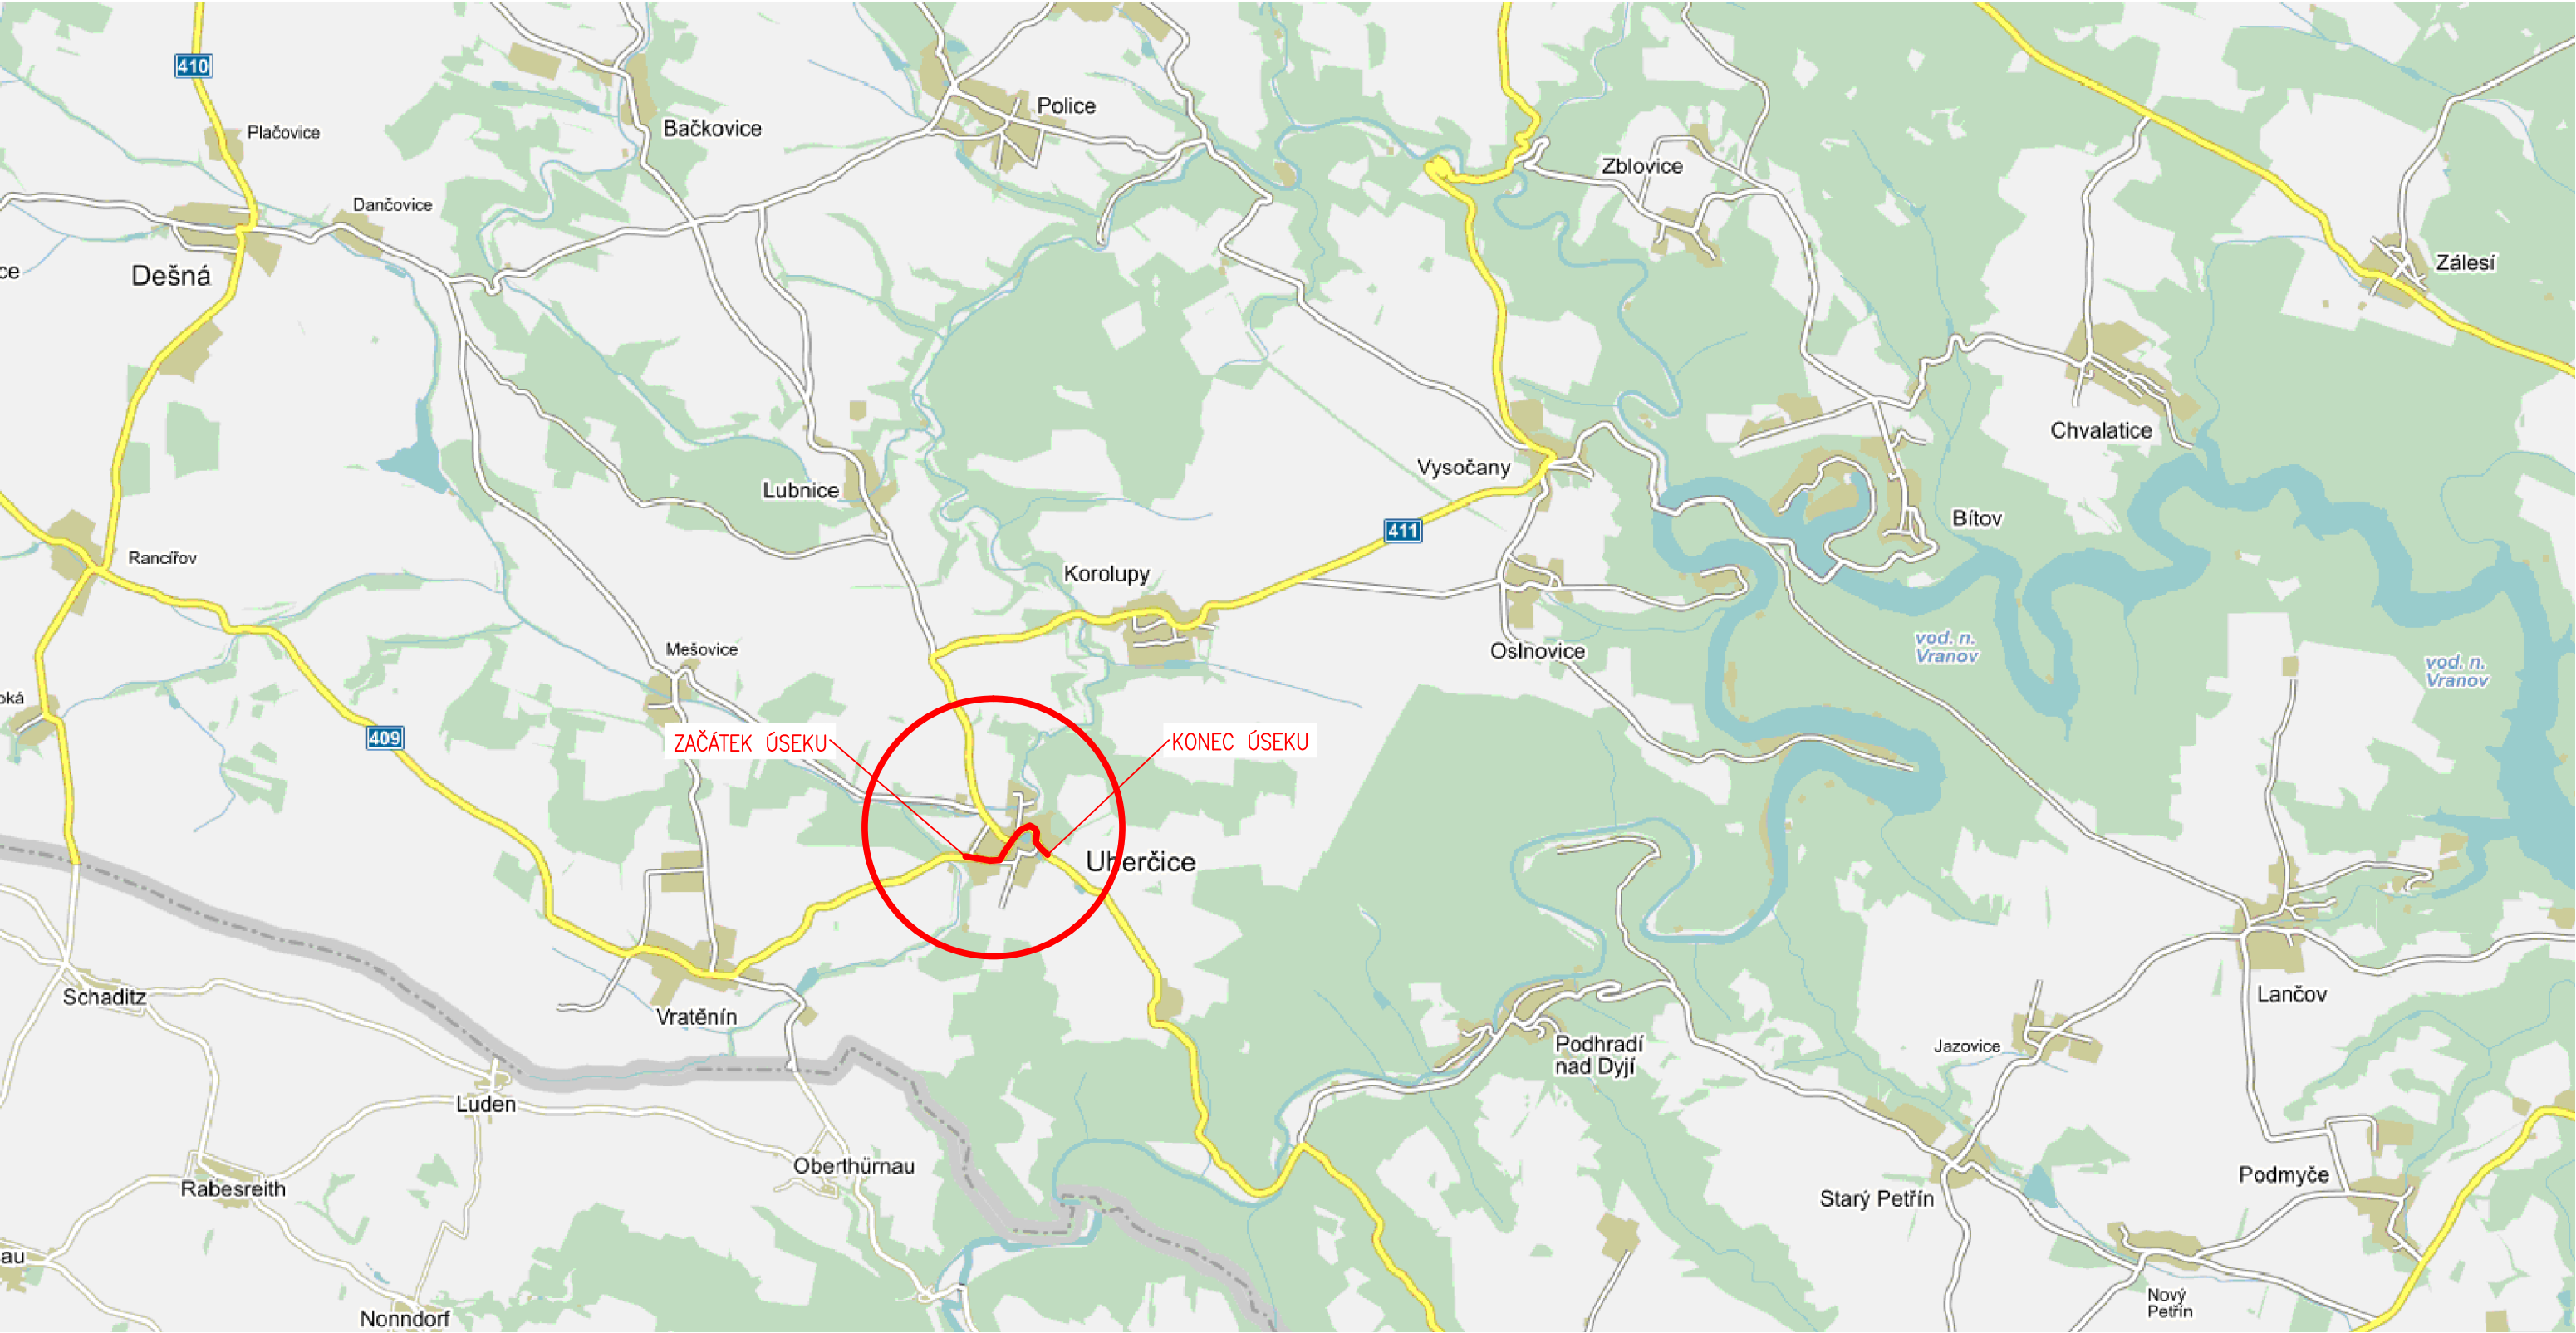 410
Plačovice
Bačkovice
Police
Zblovice
Dančovice
ce
Dešná
Zálesí
Chvalatice
Vysočany
Lubnice
411
Bítov
Rancířov
Korolupy
Mešovice
Oslnovice
vod. n.
Vranov
vod. n.
Vranov
oká
409
ZAČÁTEK ÚSEKU
KONEC ÚSEKU
Uherčice
Schaditz
Vratěnín
Lančov
Podhradí
nad Dyjí
Jazovice
Luden
Oberthürnau
Rabesreith
Starý Petřín
Podmyče
au
Nonndorf
Nový
Petřín